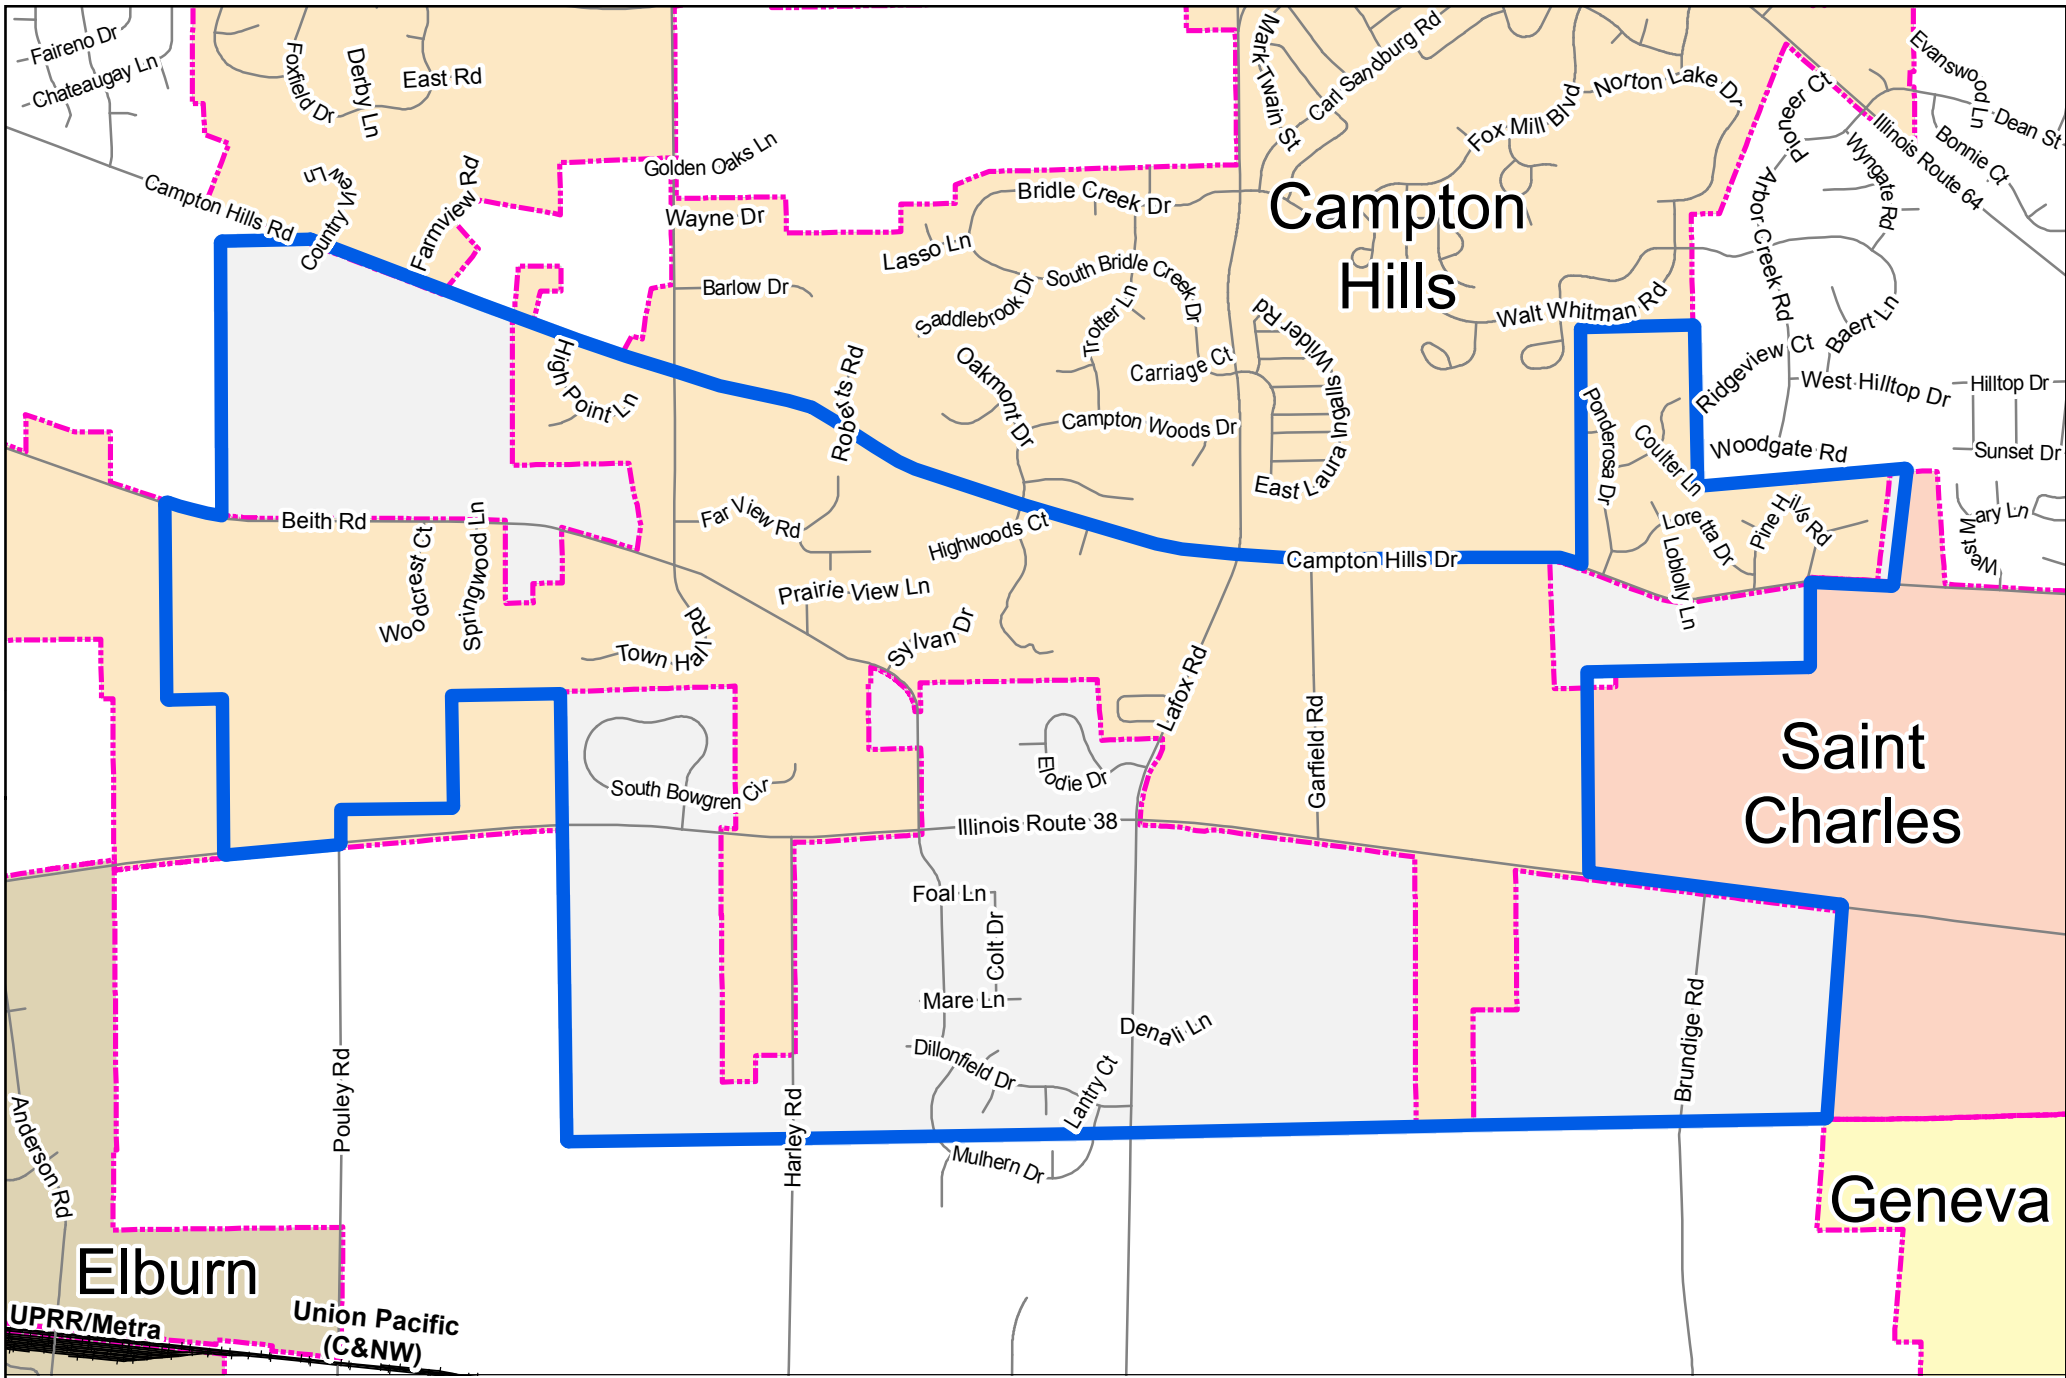 Faireno Dr
Chateaugay Ln
Foxfield Dr
Derby Ln
East Rd
Mark Twain St
Carl Sandburg Rd
Norton Lake Dr
Fox Mill Blvd
Pioneer Ct
Evanswood Ln
Dean St
Bonnie Ct
Illinois Route 64
Wyngate Rd
Arbor Creek Rd
Golden Oaks Ln
Country View Ln
Campton Hills Rd
Farmview Rd
Wayne Dr
Bridle Creek Dr
Campton
Hills
Lasso Ln
South Bridle Creek Dr
Barlow Dr
Saddlebrook Dr
Trotter Ln
Wilder Rd
Walt Whitman Rd
Baert Ln
Ridgeview Ct
High Point Ln
Roberts Rd
Oakmont Dr
Carriage Ct
East Laura Ingalls
Campton Woods Dr
Ponderosa Dr
Coulter Ln
West Hilltop Dr
Hilltop Dr
Woodgate Rd
Sunset Dr
Beith Rd
Springwood Ln
Woodcrest Ct
Far View Rd
Highwoods Ct
Campton Hills Dr
Loretta Dr
Loblolly Ln
Pine Hills Rd
West Mary Ln
Prairie View Ln
Sylvan Dr
Town Hall Rd
Lafox Rd
Garfield Rd
Saint
Charles
South Bowgren Cir
Elodie Dr
Illinois Route 38
Foal Ln
Colt Dr
Mare Ln
Denali Ln
Dillonfield Dr
Lantry Ct
Brundige Rd
Pouley Rd
Harley Rd
Mulhern Dr
Anderson Rd
Geneva
Elburn
UPRR/Metra
Union Pacific
(C&NW)